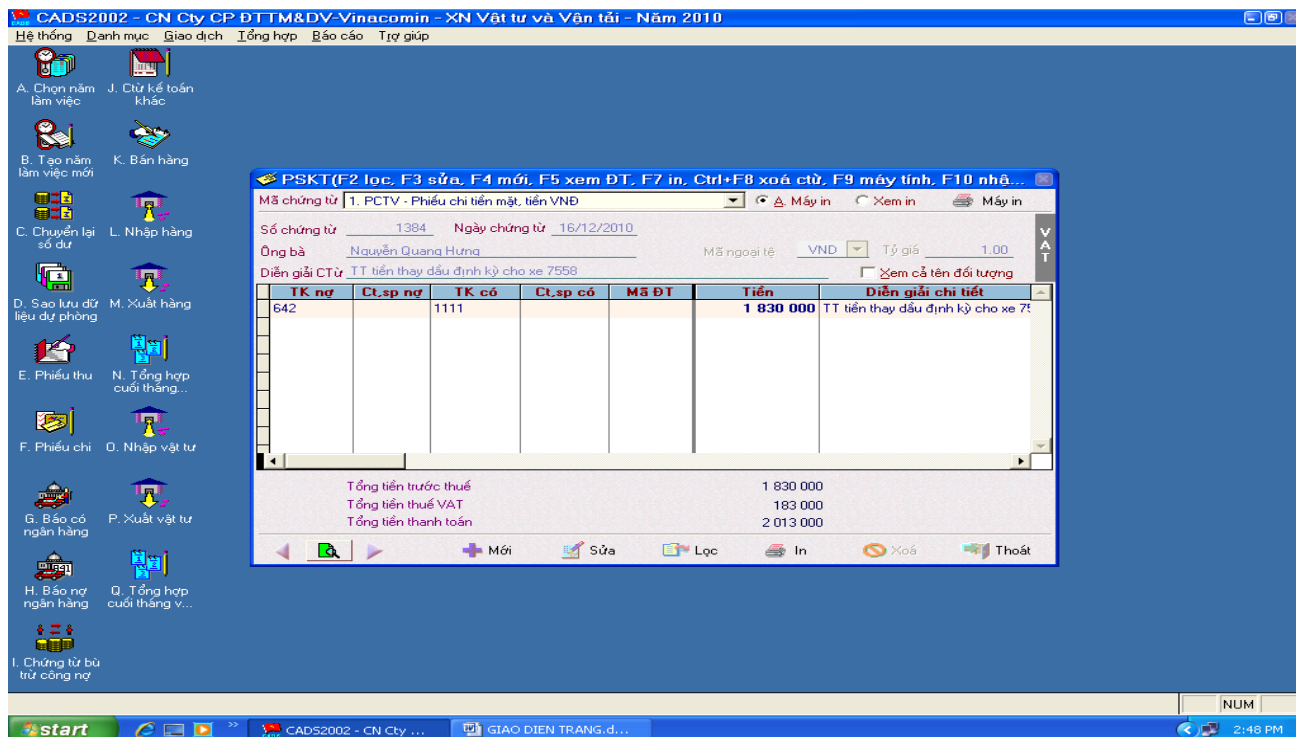 CADS2002 - CN Cty CP ĐTTM&DV-Vinacomin - XN Vật tư và Vận tải - Năm 2010
Hệ thống Danh mục Giao dịch Tổng hợp Báo cáo Trợ giúp
A. Chọn năm làm việc
J. Ctừ kế toán khác
B. Tạo năm làm việc mới
K. Bán hàng
C. Chuyển lại số dư
L. Nhập hàng
D. Sao lưu dữ liệu dự phòng
M. Xuất hàng
E. Phiếu thu
N. Tổng hợp cuối tháng...
F. Phiếu chi
O. Nhập vật tư
G. Báo có ngân hàng
P. Xuất vật tư
H. Báo nợ ngân hàng
Q. Tổng hợp cuối tháng v...
I. Chứng từ bù trừ công nợ
PSKT(F2 lọc, F3 sửa, F4 mới, F5 xem ĐT, F7 in, Ctrl+F8 xoá ctừ, F9 máy tính, F10 nhậ...
Mã chứng từ 1. PCTV - Phiếu chi tiền mặt, tiền VNĐ A. Máy in Xem in Máy in
Số chứng từ 1384 Ngày chứng từ 16/12/2010
Ông bà Nguyễn Quang Hưng Mã ngoại tệ VND Tỷ giá 1.00
Diễn giải CTừ TT tiền thay dầu định kỳ cho xe 7558 Xem cả tên đối tượng
VAT
TK nợ Ct,sp nợ TK có Ct,sp có Mã ĐT Tiền Diễn giải chi tiết
642 1111 1 830 000 TT tiền thay dầu định kỳ cho xe 75
Tổng tiền trước thuế 1 830 000
Tổng tiền thuế VAT 183 000
Tổng tiền thanh toán 2 013 000
Mới Sửa Lọc In Xoá Thoát
NUM
start CADS2002 - CN Cty ... GIAO DIEN TRANG.d... 2:48 PM